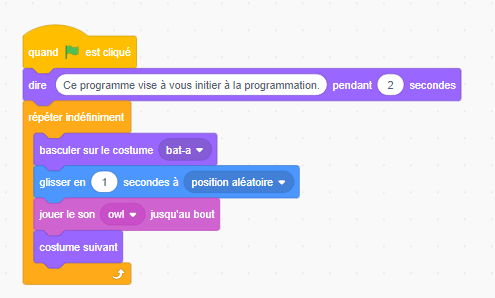 quand est cliqué
dire Ce programme vise à vous initier à la programmation. pendant 2 secondes
répéter indéfiniment
basculer sur le costume bat-a
glisser en 1 secondes à position aléatoire
jouer le son owl jusqu'au bout
costume suivant